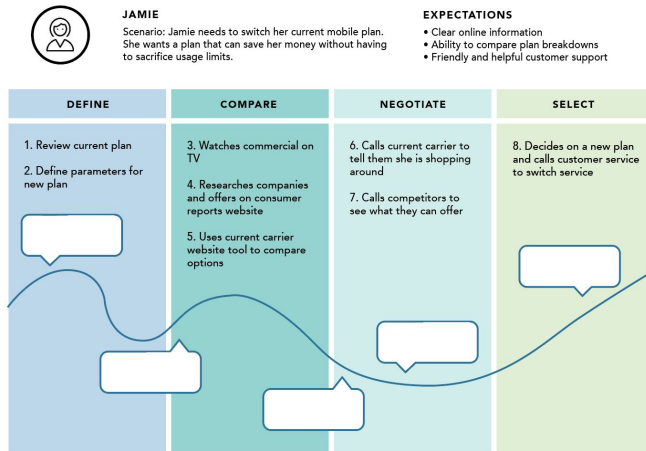 JAMIE
Scenario: Jamie needs to switch her current mobile plan.
She wants a plan that can save her money without having
to sacrifice usage limits.
EXPECTATIONS
• Clear online information
• Ability to compare plan breakdowns
• Friendly and helpful customer support
DEFINE
COMPARE
NEGOTIATE
SELECT
1. Review current plan
2. Define parameters for
new plan
3. Watches commercial on
TV
4. Researches companies
and offers on consumer
reports website
5. Uses current carrier
website tool to compare
options
6. Calls current carrier to
tell them she is shopping
around
7. Calls competitors to
see what they can offer
8. Decides on a new plan
and calls customer service
to switch service